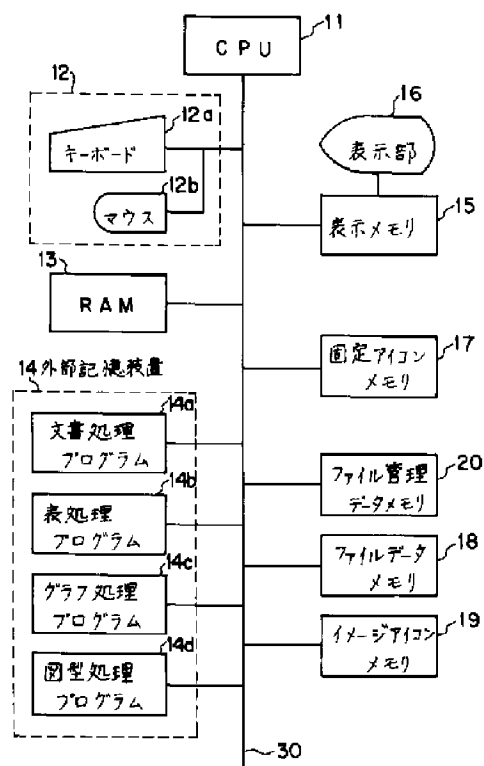 11
CPU
12
12a
キーボード
12b
マウス
16
表示部
15
表示メモリ
13
RAM
17
固定アイコン
メモリ
14外部記憶装置
14a
文書処理
プログラム
14b
表処理
プログラム
14c
グラフ処理
プログラム
14d
図型処理
プログラム
ファイル管理
データメモリ
20
ファイルデータ
メモリ
18
イメージアイコン
メモリ
19
30